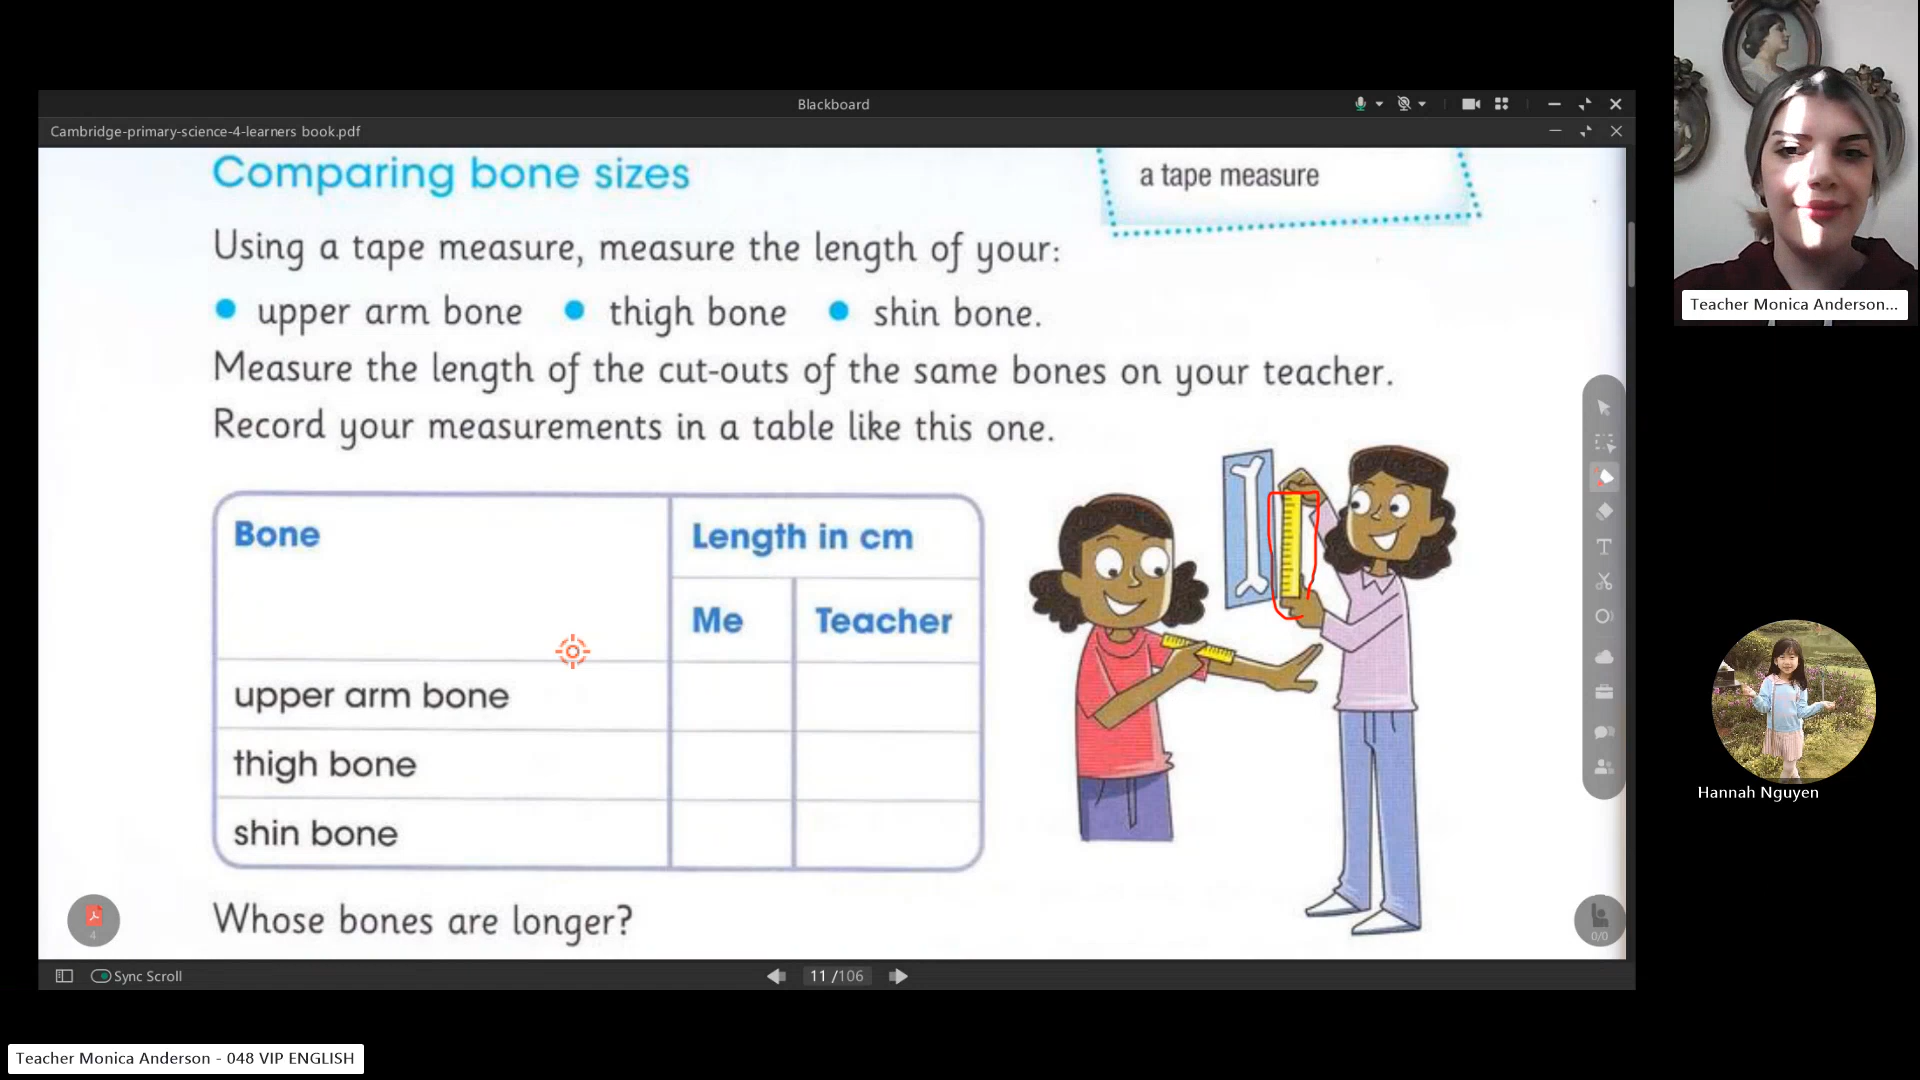 Blackboard
Cambridge-primary-science-4-learners book.pdf
Comparing bone sizes
a tape measure
Using a tape measure, measure the length of your:
• upper arm bone • thigh bone • shin bone.
Measure the length of the cut-outs of the same bones on your teacher.
Record your measurements in a table like this one.
Bone
Length in cm
Me
Teacher
upper arm bone
thigh bone
shin bone
Whose bones are longer?
4
0/0
Sync Scroll
11 /106
Teacher Monica Anderson...
Hannah Nguyen
Teacher Monica Anderson - 048 VIP ENGLISH